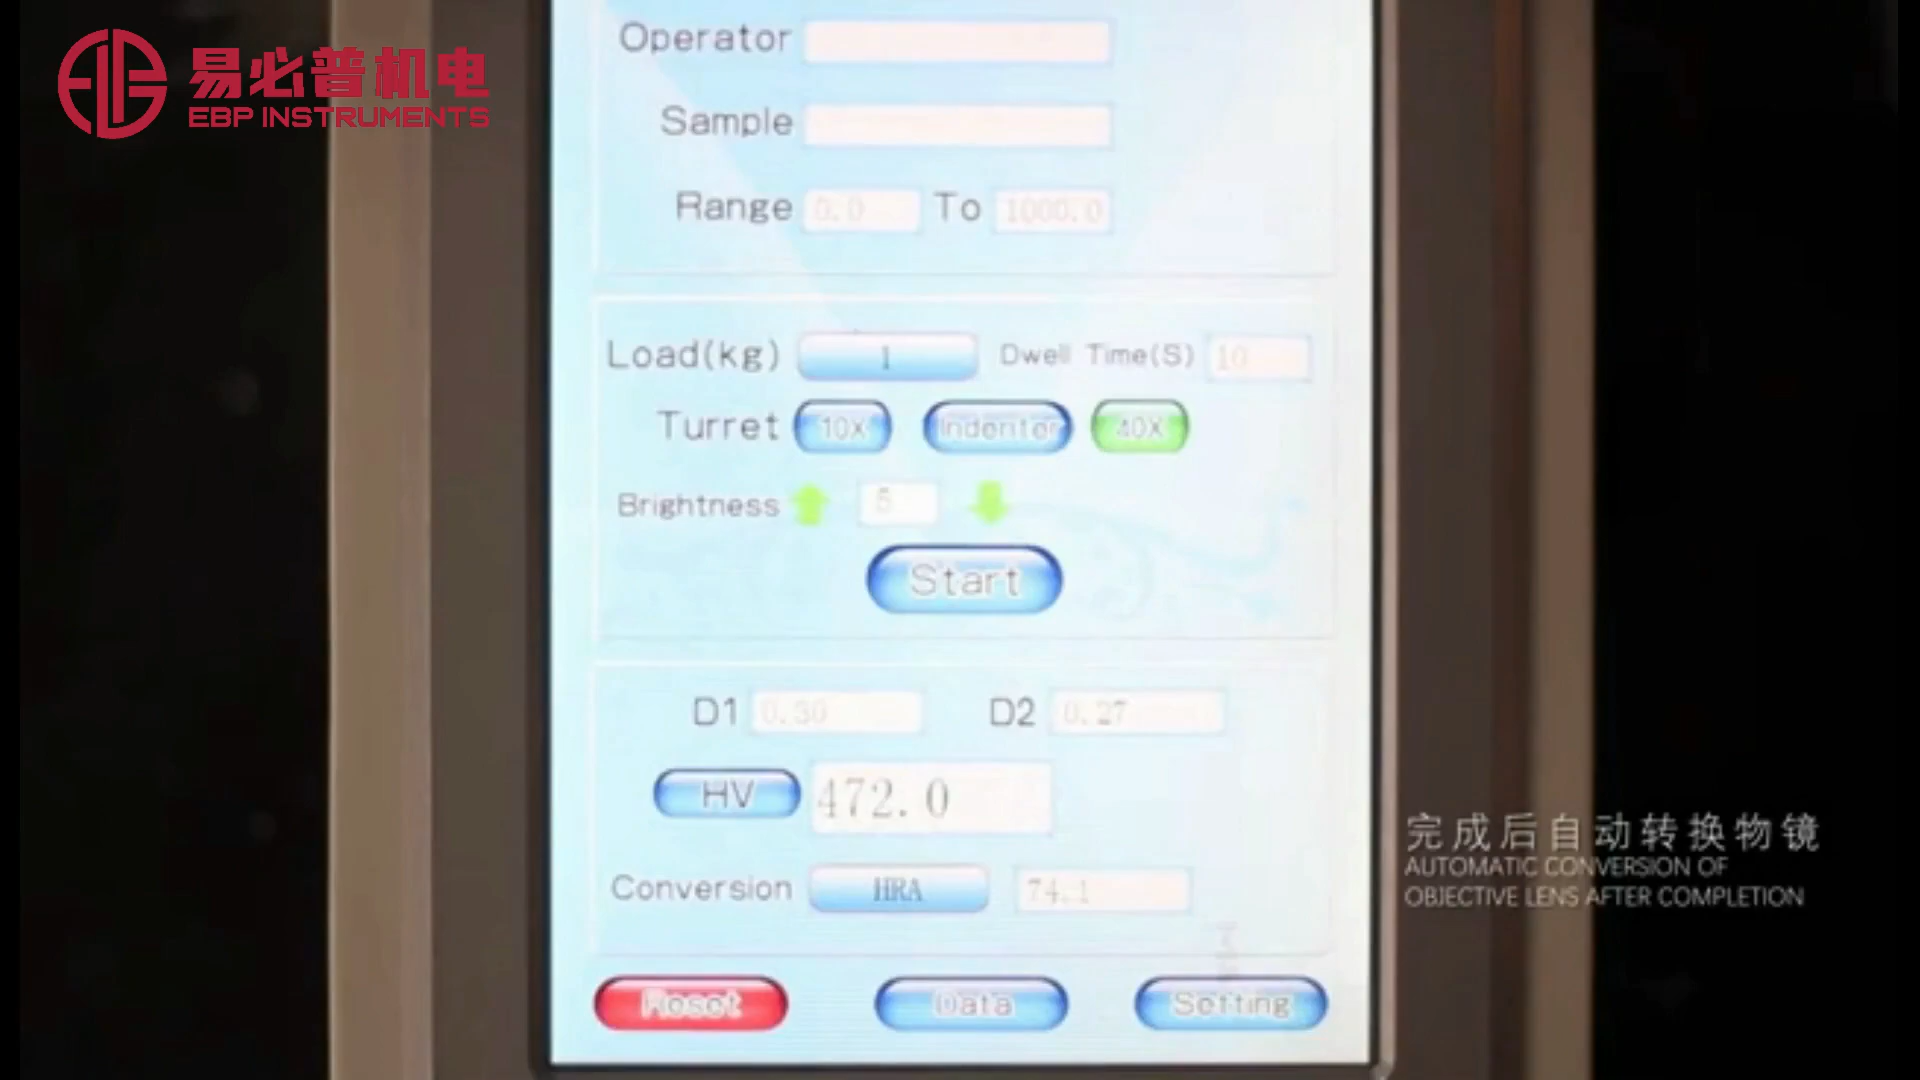 易必普机电
EBP INSTRUMENTS
Operator
Sample
Range 0.0 To 1000.0
Load(kg) 1 Dwell Time(S) 10
Turret 10X Indenter 40X
Brightness 5
Start
D1 0.30 D2 0.27
HV 472.0
Conversion HRA 74.1
Reset Data Setting
完成后自动转换物镜
AUTOMATIC CONVERSION OF
OBJECTIVE LENS AFTER COMPLETION